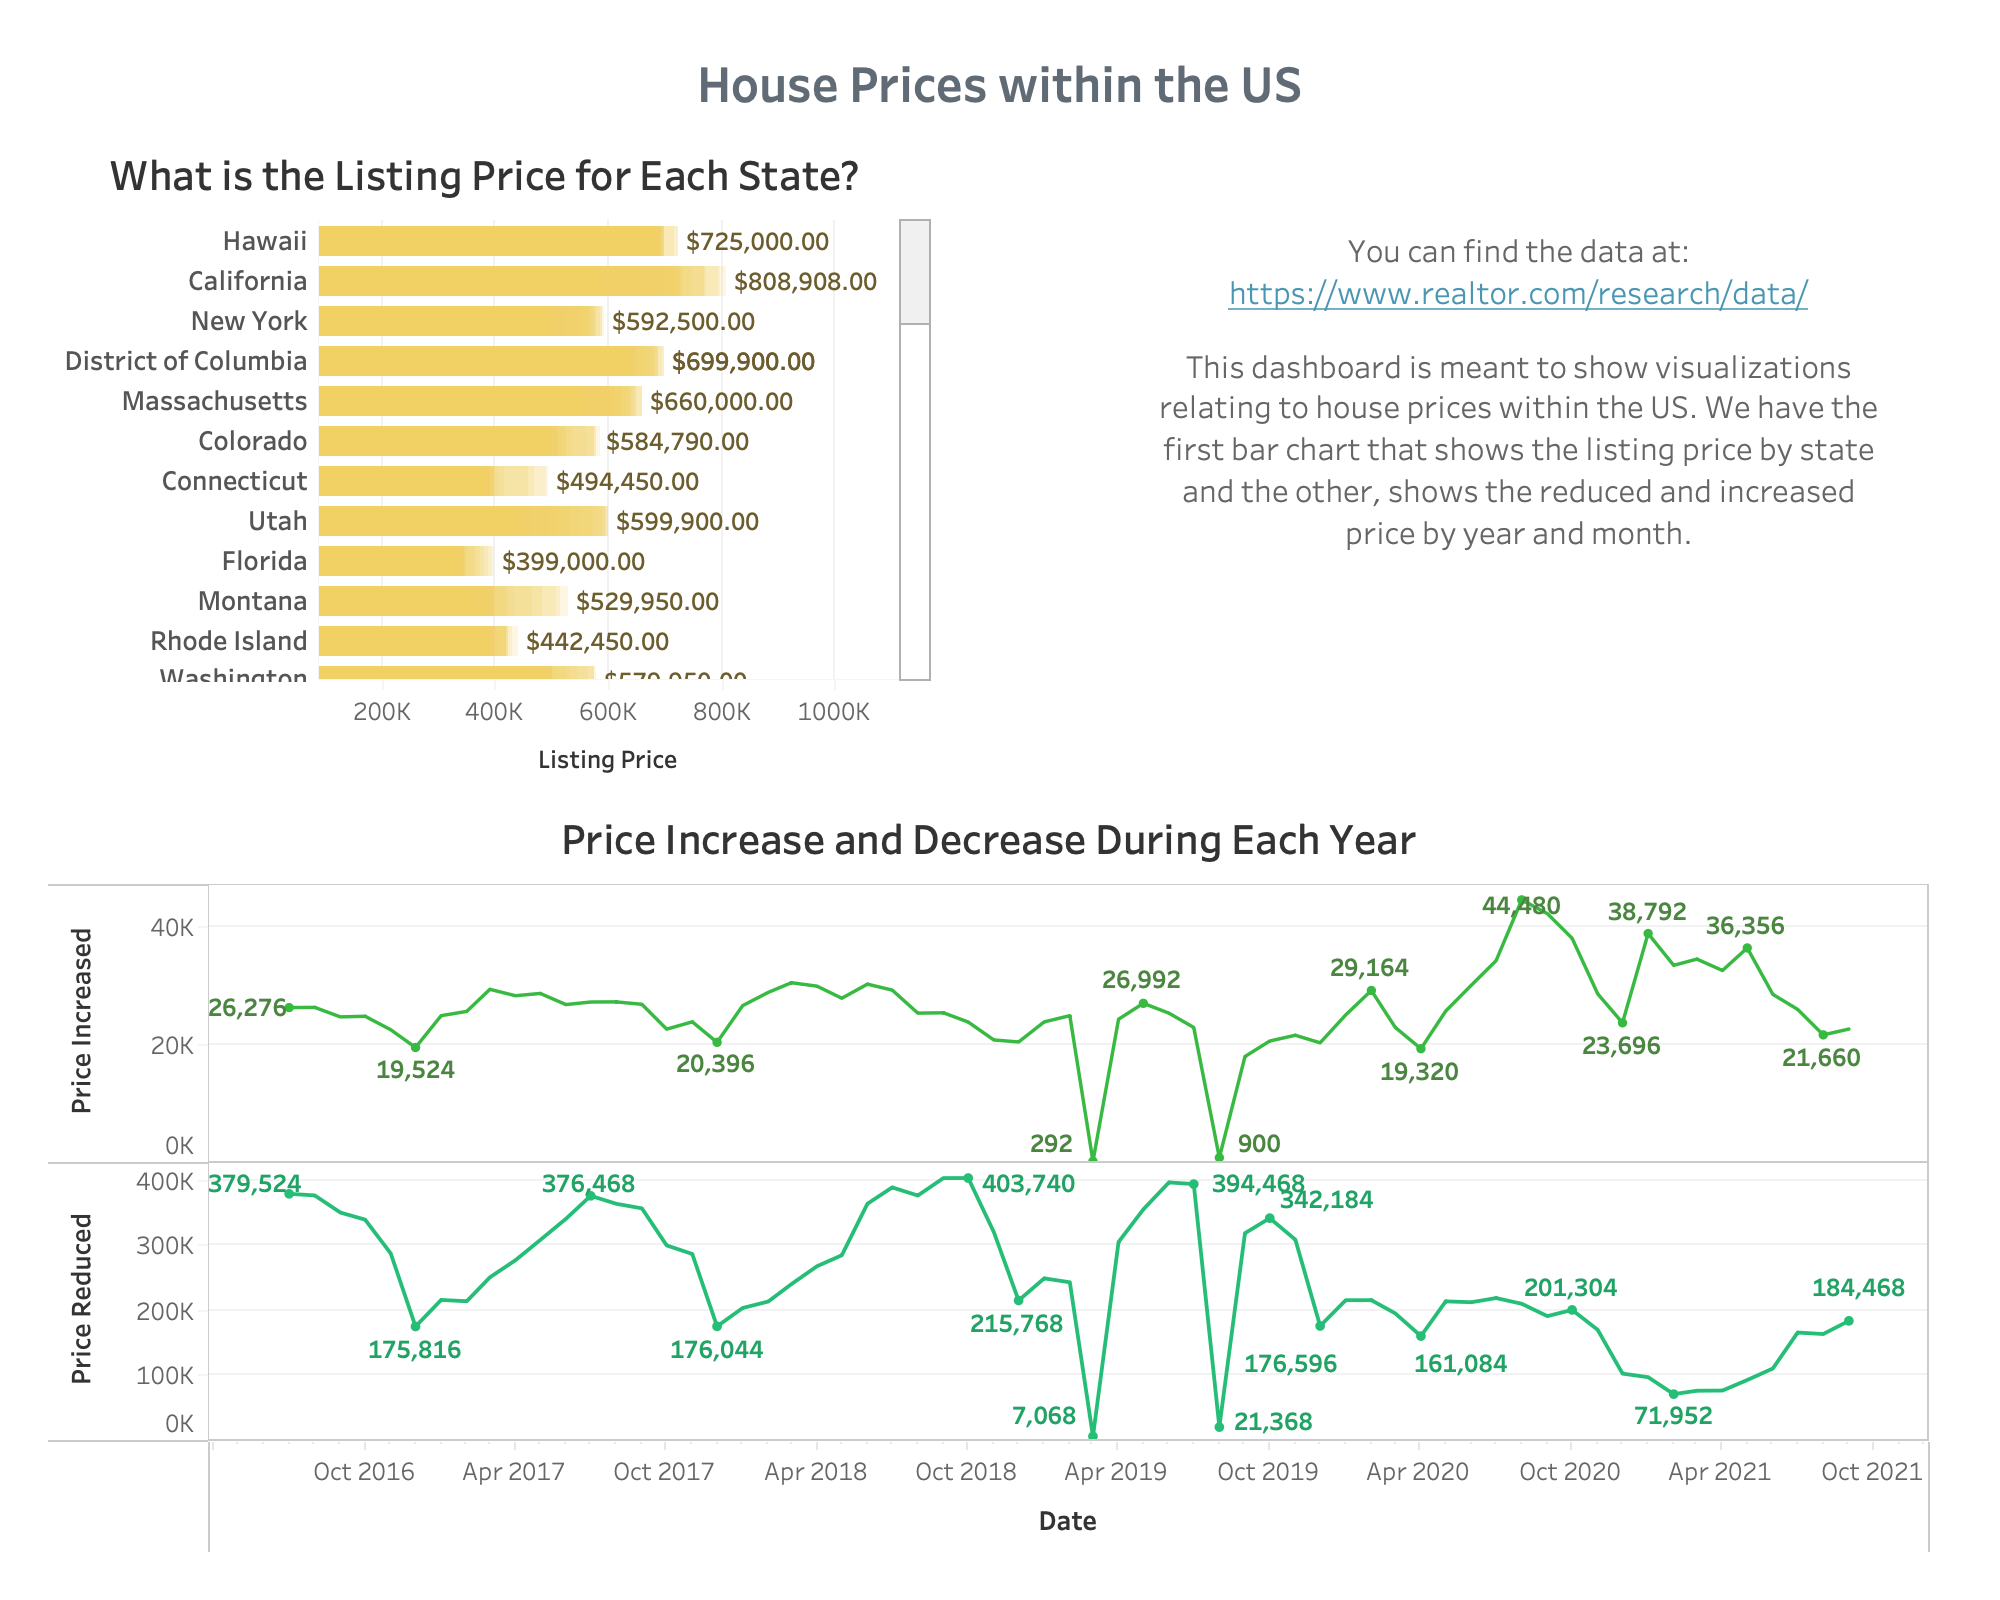 House Prices within the US
What is the Listing Price for Each State?
Hawaii $725,000.00
California $808,908.00
New York $592,500.00
District of Columbia $699,900.00
Massachusetts $660,000.00
Colorado $584,790.00
Connecticut $494,450.00
Utah $599,900.00
Florida $399,000.00
Montana $529,950.00
Rhode Island $442,450.00
Washington $579,950.00
200K 400K 600K 800K 1000K
Listing Price
You can find the data at:
https://www.realtor.com/research/data/
This dashboard is meant to show visualizations
relating to house prices within the US. We have the
first bar chart that shows the listing price by state
and the other, shows the reduced and increased
price by year and month.
Price Increase and Decrease During Each Year
Price Increased
40K
20K
0K
26,276
19,524
20,396
292
26,992
900
29,164
19,320
44,480
23,696
38,792
36,356
21,660
Price Reduced
400K
300K
200K
100K
0K
379,524
175,816
376,468
176,044
403,740
215,768
7,068
394,468
21,368
342,184
176,596
161,084
201,304
71,952
184,468
Oct 2016 Apr 2017 Oct 2017 Apr 2018 Oct 2018 Apr 2019 Oct 2019 Apr 2020 Oct 2020 Apr 2021 Oct 2021
Date